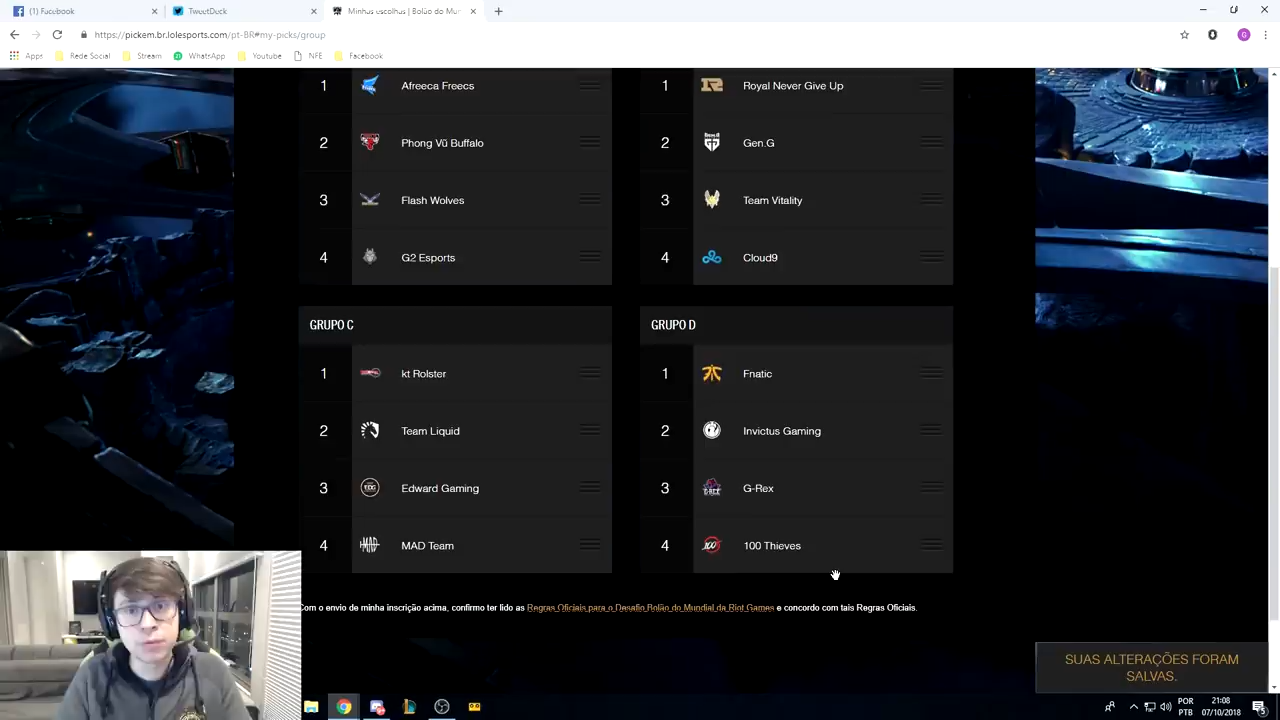 (1) Fucebook
TweetDuck
Minhas escolhas | Bolão do Mun
https://pickem.br.lolesports.com/pt-BR#my-picks/group
Apps
Rede Social
Stream
WhatsApp
Youtube
NFE
Facebook
1 Afreeca Freecs
2 Phong Vũ Buffalo
3 Flash Wolves
4 G2 Esports
1 Royal Never Give Up
2 Gen.G
3 Team Vitality
4 Cloud9
GRUPO C
1 kt Rolster
2 Team Liquid
3 Edward Gaming
4 MAD Team
GRUPO D
1 Fnatic
2 Invictus Gaming
3 G-Rex
4 100 Thieves
Com o envio de minha inscrição acima, confirmo ter lido as Regras Oficiais para o Desafio Bolão do Mundial da Riot Games e concordo com tais Regras Oficiais.
SUAS ALTERAÇÕES FORAM
SALVAS.
POR
PTB
21:08
07/10/2018